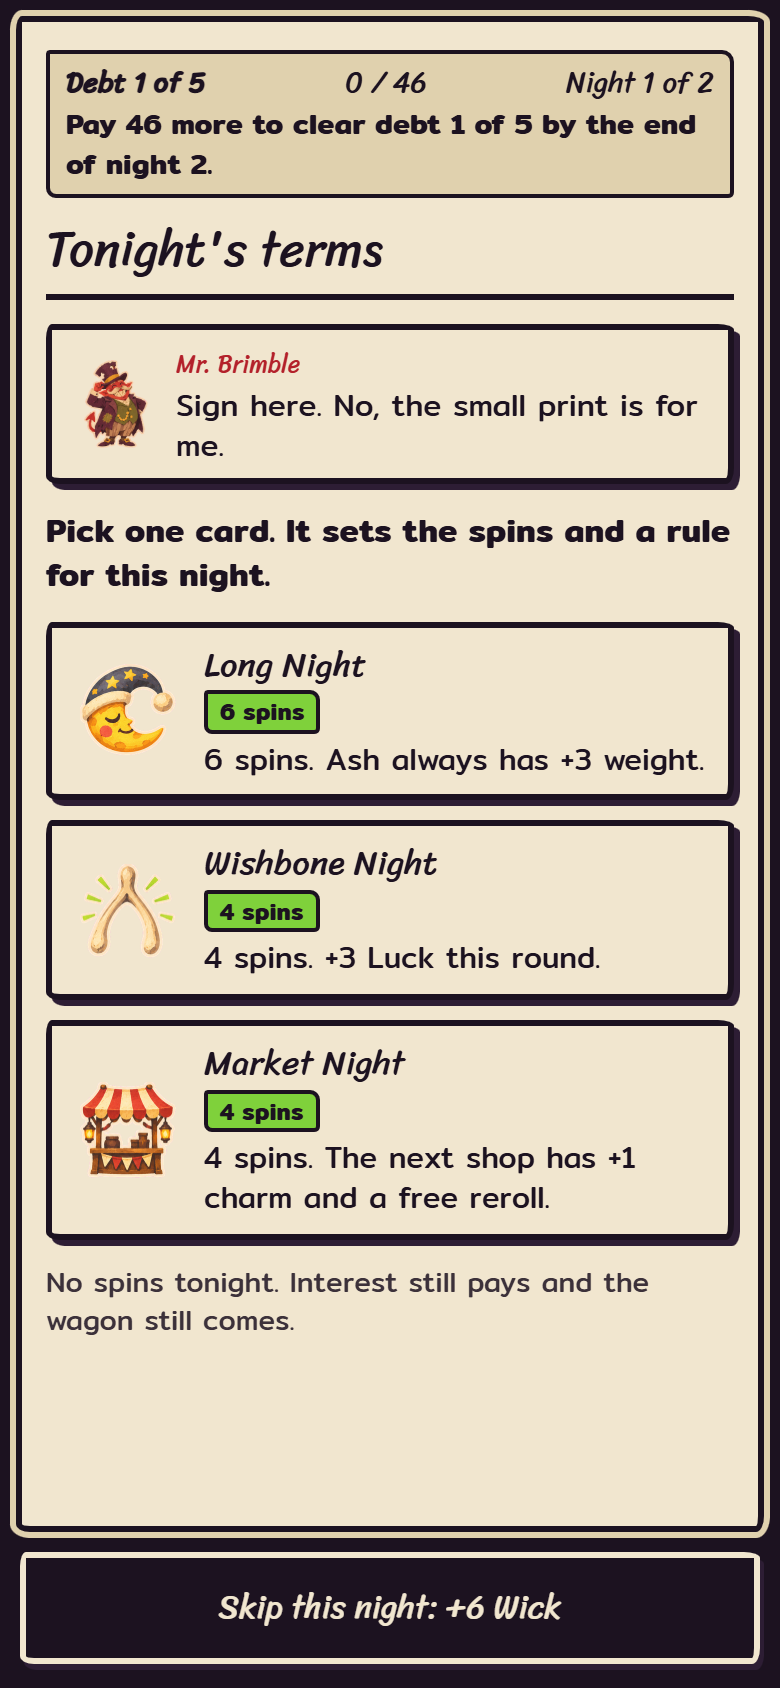 Debt 1 of 5 0 / 46 Night 1 of 2
Pay 46 more to clear debt 1 of 5 by the end
of night 2.
Tonight's terms
Mr. Brimble
Sign here. No, the small print is for
me.
Pick one card. It sets the spins and a rule
for this night.
Long Night
6 spins
6 spins. Ash always has +3 weight.
Wishbone Night
4 spins
4 spins. +3 Luck this round.
Market Night
4 spins
4 spins. The next shop has +1
charm and a free reroll.
No spins tonight. Interest still pays and the
wagon still comes.
Skip this night: +6 Wick